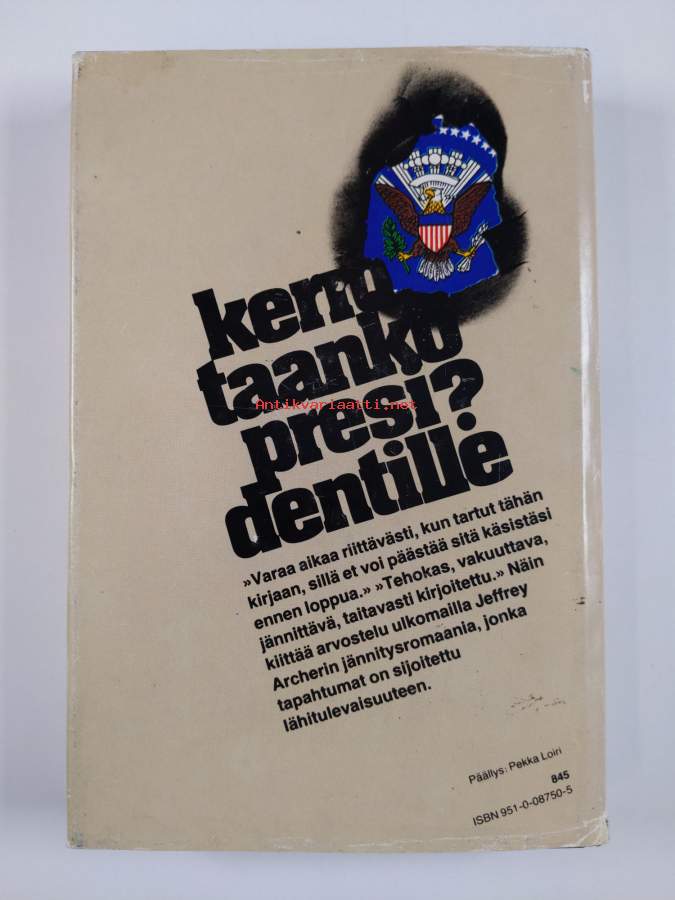 kerro
taanko
presi?
dentille
Antikvariaatti.net
»Varaa aikaa riittävästi, kun tartut tähän
kirjaan, sillä et voi päästää sitä käsistäsi
ennen loppua.» »Tehokas, vakuuttava,
jännittävä, taitavasti kirjoitettu.» Näin
kiittää arvostelu ulkomailla Jeffrey
Archerin jännitysromaania, jonka
tapahtumat on sijoitettu
lähitulevaisuuteen.
Päällys: Pekka Loiri
845
ISBN 951-0-08750-5